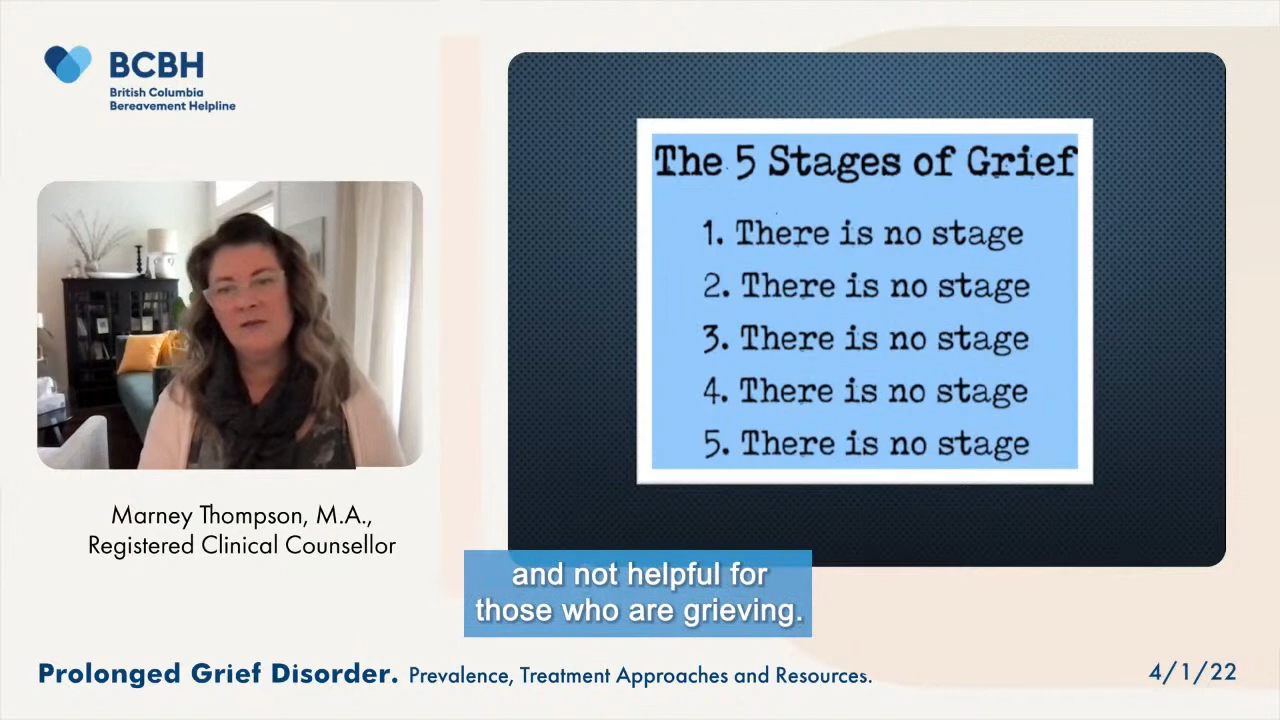 BCBH
British Columbia
Bereavement Helpline
The 5 Stages of Grief
1. There is no stage
2. There is no stage
3. There is no stage
4. There is no stage
5. There is no stage
Marney Thompson, M.A.,
Registered Clinical Counsellor
and not helpful for
those who are grieving.
Prolonged Grief Disorder. Prevalence, Treatment Approaches and Resources.
4/1/22